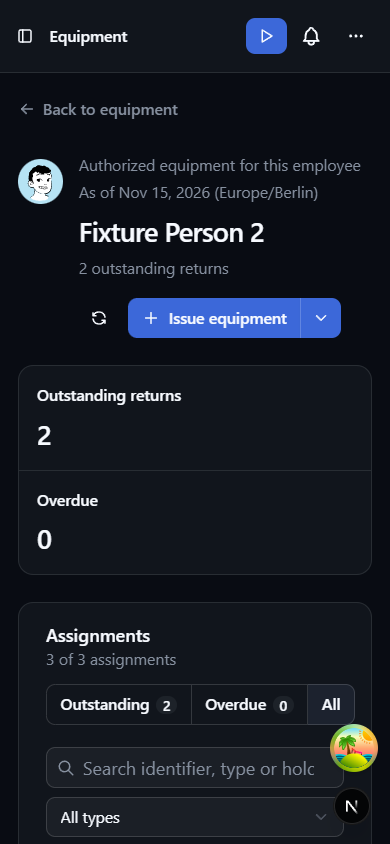 Equipment
Back to equipment
Authorized equipment for this employee
As of Nov 15, 2026 (Europe/Berlin)
Fixture Person 2
2 outstanding returns
Issue equipment
Outstanding returns
2
Overdue
0
Assignments
3 of 3 assignments
Outstanding 2 Overdue 0 All
Search identifier, type or holc
All types
N